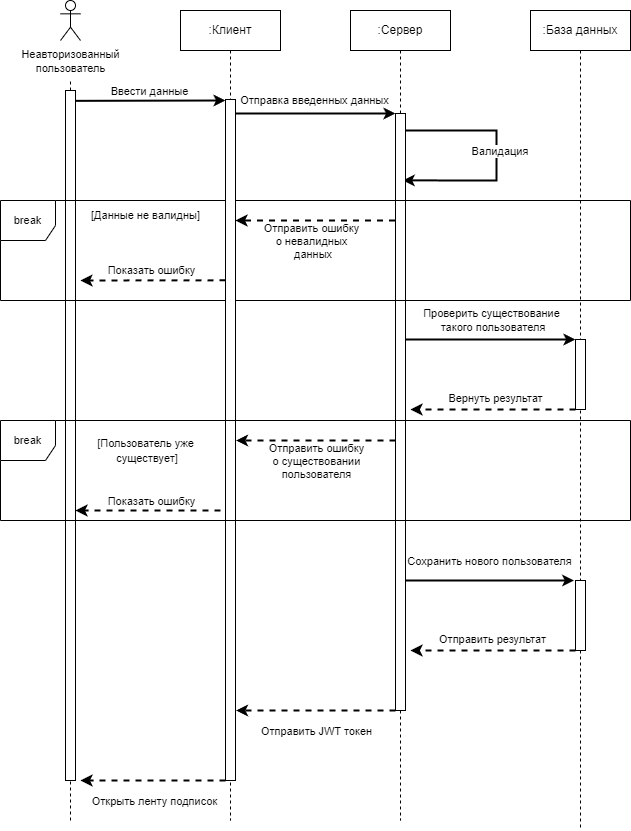 :Клиент
:Сервер
:База данных
Неавторизованный
пользователь
Ввести данные
Отправка введенных данных
Валидация
break
[Данные не валидны]
Отправить ошибку
о невалидных
данных
Показать ошибку
Проверить существование
такого пользователя
Вернуть результат
break
[Пользователь уже
существует]
Отправить ошибку
о существовании
пользователя
Показать ошибку
Сохранить нового пользователя
Отправить результат
Отправить JWT токен
Открыть ленту подписок